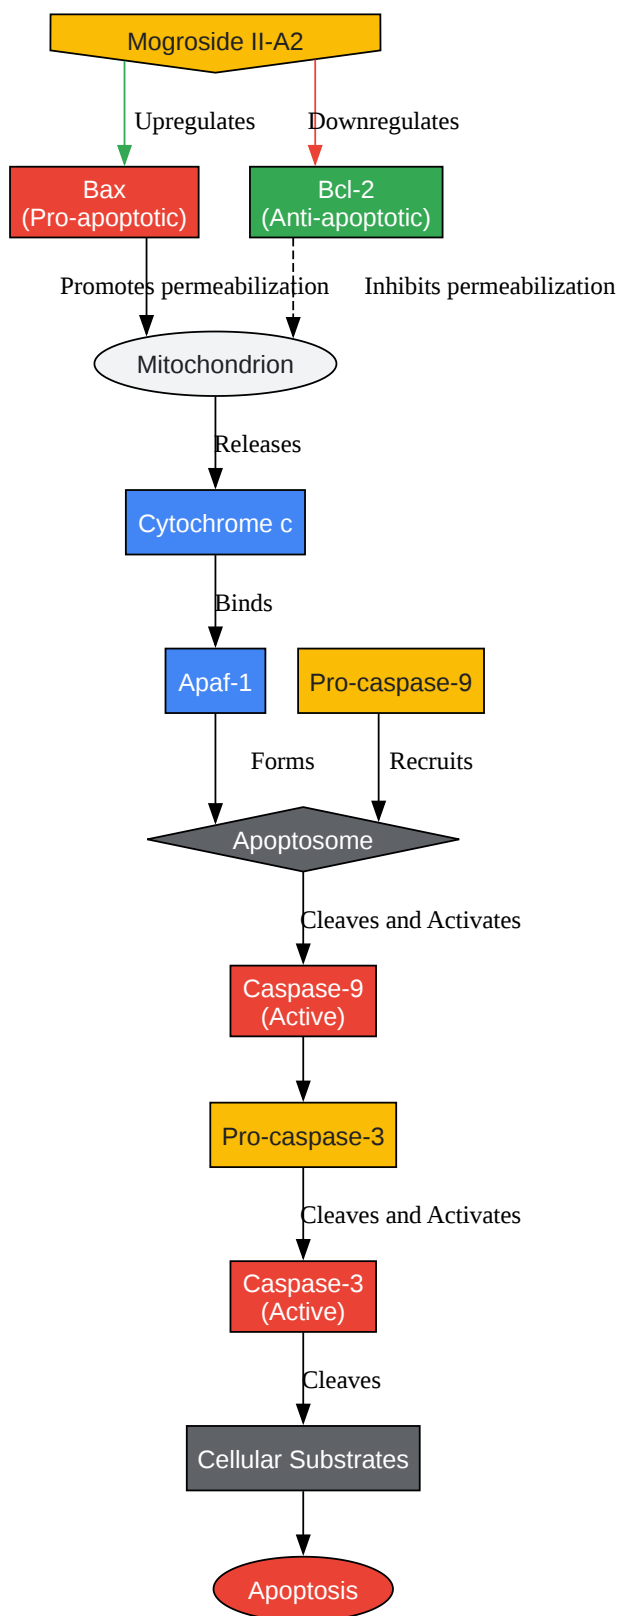 Mogroside II-A2
Upregulates
Downregulates
Bax
(Pro-apoptotic)
Bcl-2
(Anti-apoptotic)
Promotes permeabilization
Inhibits permeabilization
Mitochondrion
Releases
Cytochrome c
Binds
Apaf-1
Pro-caspase-9
Forms
Recruits
Apoptosome
Cleaves and Activates
Caspase-9
(Active)
Pro-caspase-3
Cleaves and Activates
Caspase-3
(Active)
Cleaves
Cellular Substrates
Apoptosis